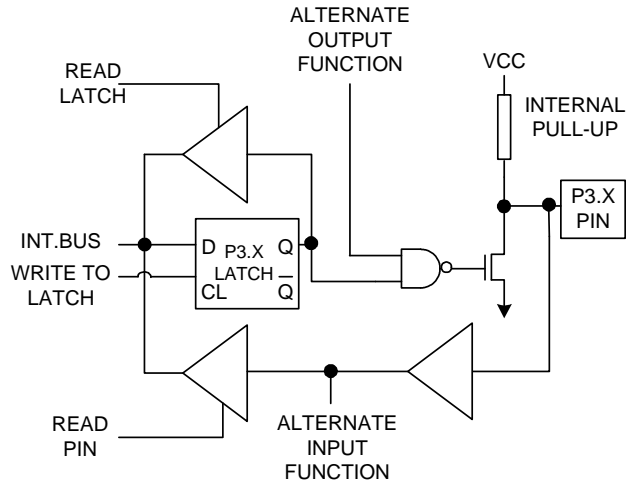 ALTERNATE
OUTPUT
FUNCTION
READ
LATCH
VCC
INTERNAL
PULL-UP
P3.X
PIN
INT.BUS
WRITE TO
LATCH
D P3.X Q
LATCH
CL Q̅
READ
PIN
ALTERNATE
INPUT
FUNCTION